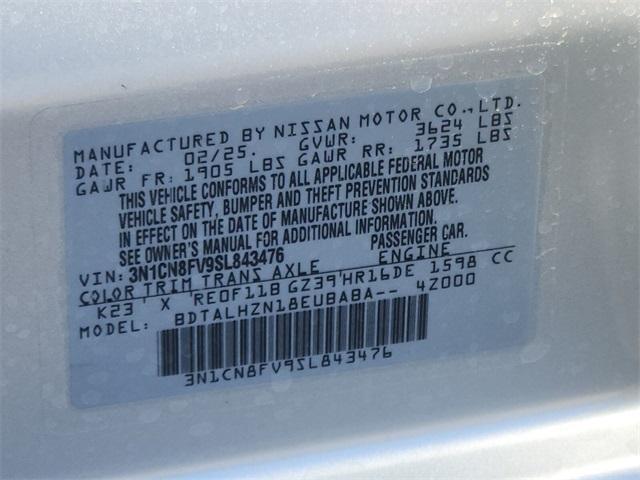 MANUFACTURED BY NISSAN MOTOR CO.,LTD.
DATE: 02/25. GVWR: 3624 LBS
GAWR FR: 1905 LBS GAWR RR: 1735 LBS
THIS VEHICLE CONFORMS TO ALL APPLICABLE FEDERAL MOTOR
VEHICLE SAFETY, BUMPER AND THEFT PREVENTION STANDARDS
IN EFFECT ON THE DATE OF MANUFACTURE SHOWN ABOVE.
SEE OWNER'S MANUAL FOR ADDITIONAL INFORMATION.
VIN: 3N1CN8FV9SL843476 PASSENGER CAR.
COLOR TRIM TRANS AXLE ENGINE
K23 ' X 'RE0F11B GZ39'HR16DE 1598 CC
MODEL: BDTALHZN18EUBABA-- 4Z000
3N1CN8FV9SL843476